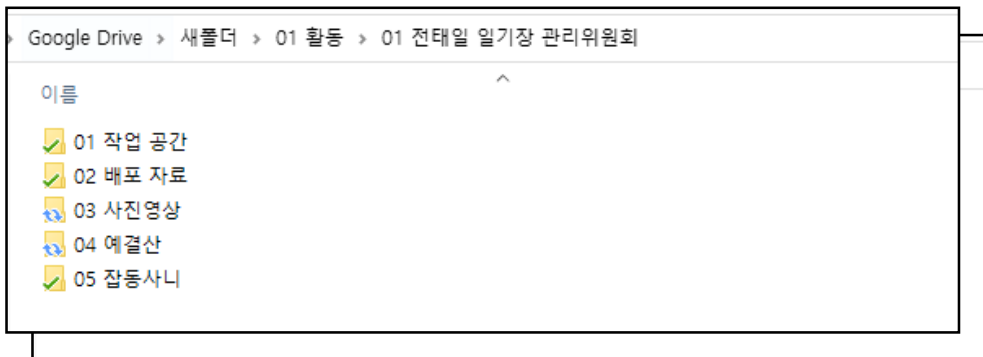 Google Drive > 새폴더 > 01 활동 > 01 전태일 일기장 관리위원회
이름
01 작업 공간
02 배포 자료
03 사진영상
04 예결산
05 잡동사니